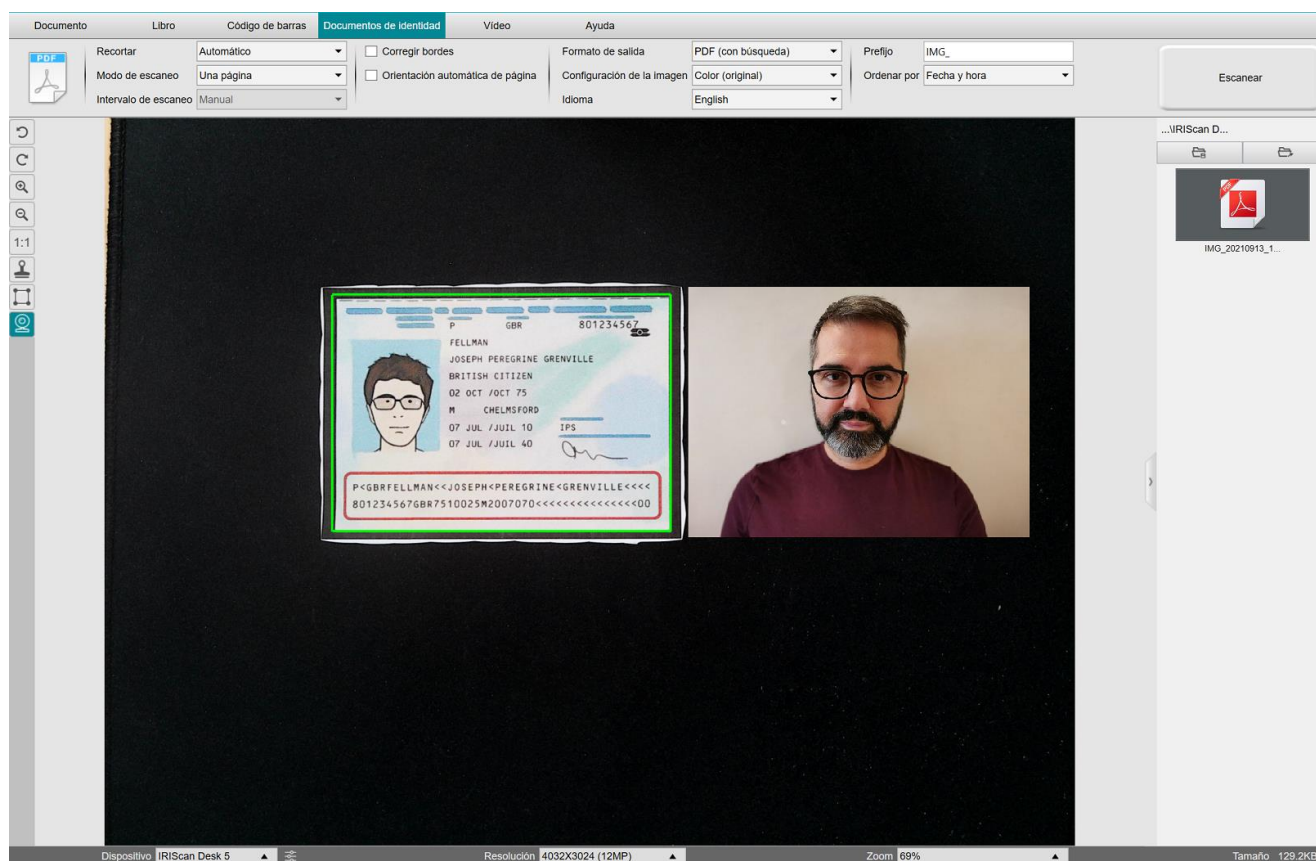 Documento Libro Código de barras Documentos de identidad Vídeo Ayuda
PDF
Recortar Automático
Modo de escaneo Una página
Intervalo de escaneo Manual
Corregir bordes
Orientación automática de página
Formato de salida PDF (con búsqueda)
Configuración de la imagen Color (original)
Idioma English
Prefijo IMG_
Ordenar por Fecha y hora
Escanear
1:1
P GBR 801234567
FELLMAN
JOSEPH PEREGRINE GRENVILLE
BRITISH CITIZEN
02 OCT /OCT 75
M CHELMSFORD
07 JUL /JUIL 10 IPS
07 JUL /JUIL 40
P<GBRFELLMAN<<JOSEPH<PEREGRINE<GRENVILLE<<<<
801234567GBR7510025M2007070<<<<<<<<<<<<<<<00
...\IRIScan D...
PDF
IMG_20210913_1...
Dispositivo IRIScan Desk 5 Resolución 4032X3024 (12MP) Zoom 69% Tamaño 129.2KB